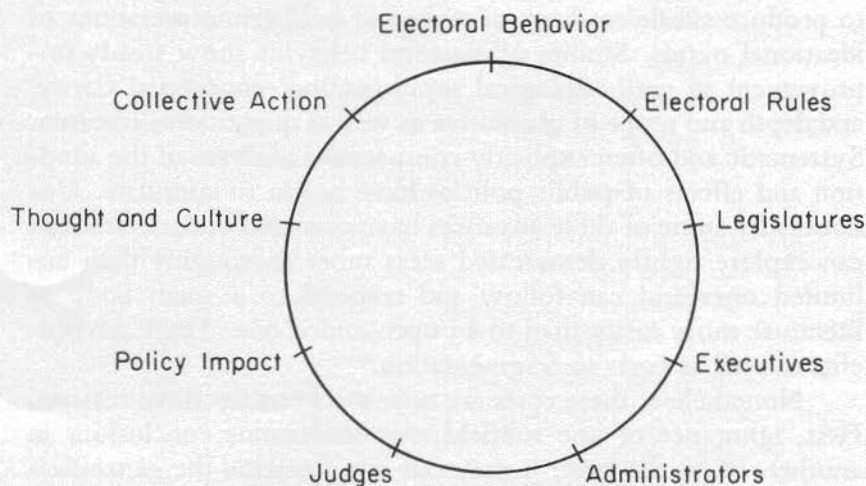 Electoral Behavior
Collective Action
Electoral Rules
Thought and Culture
Legislatures
Policy Impact
Executives
Judges
Administrators